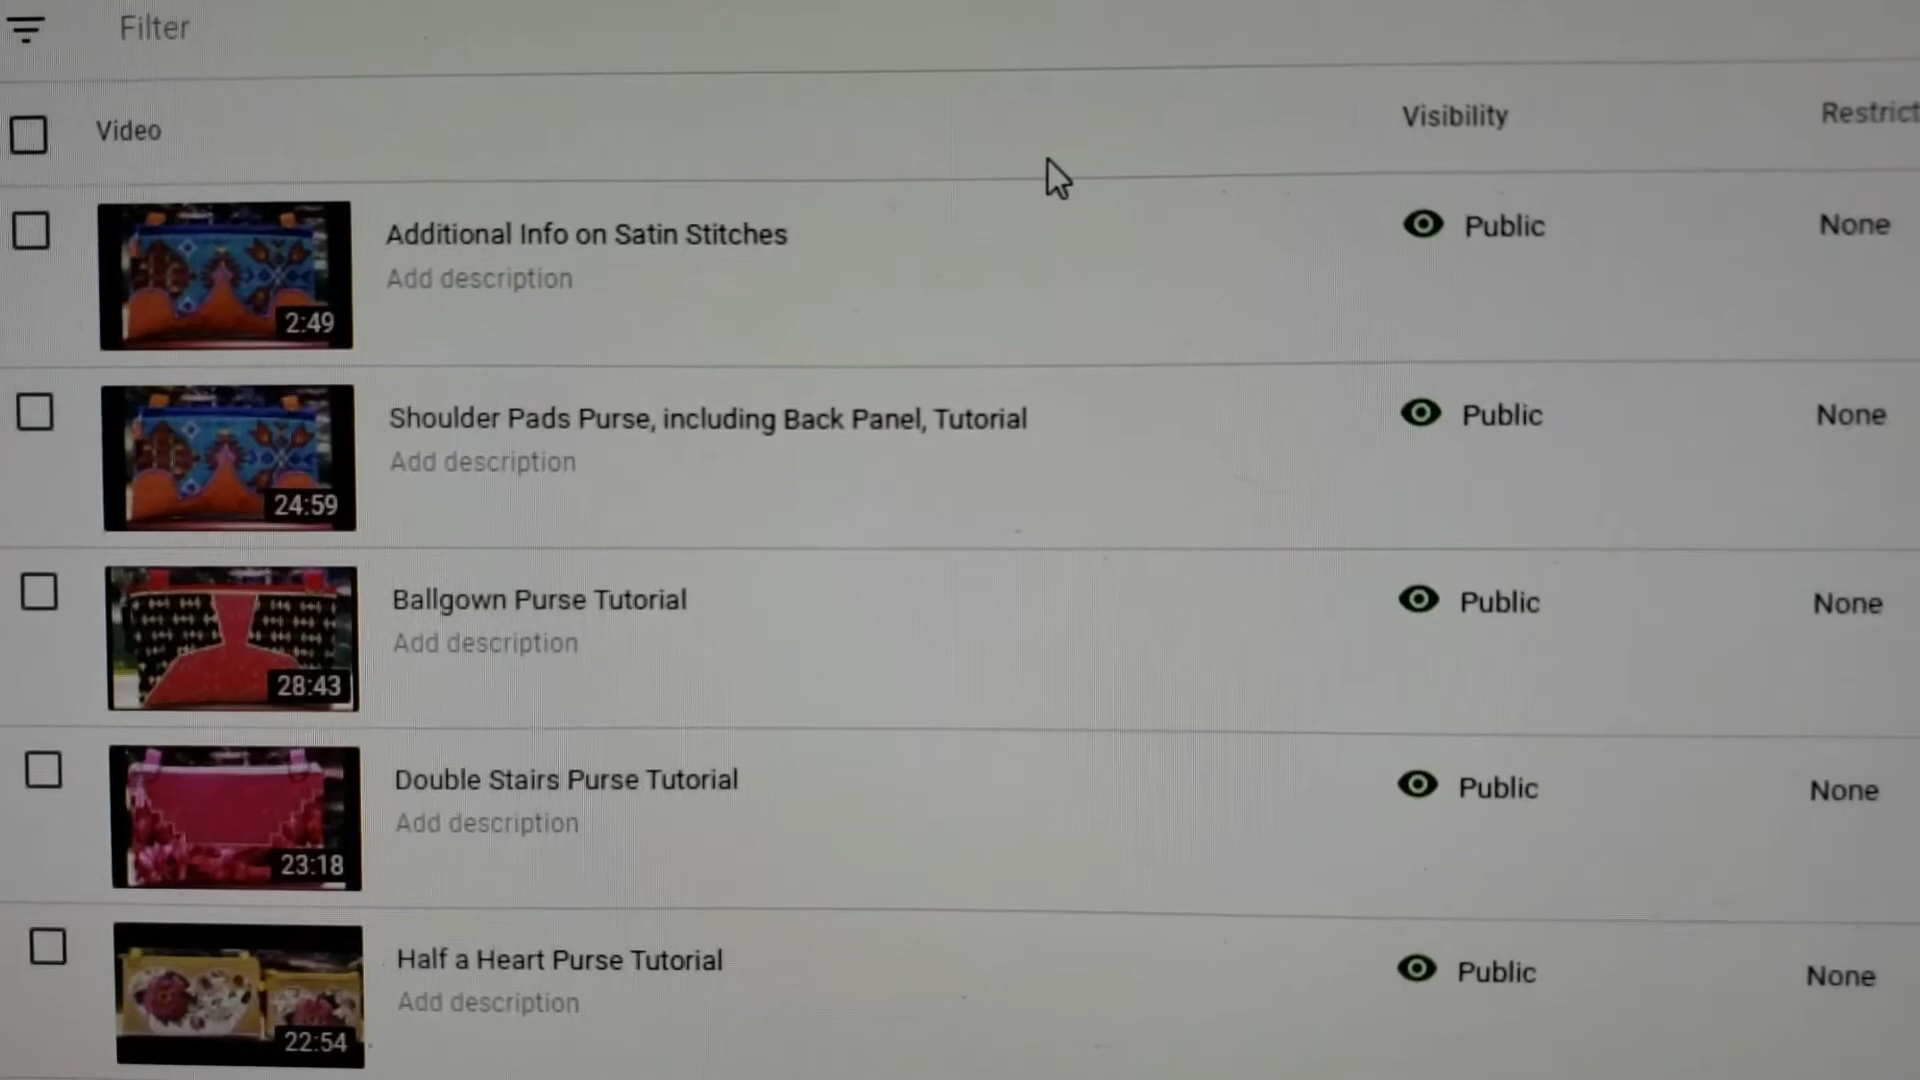 Filter
Video Visibility Restrict
Additional Info on Satin Stitches Public None
Add description
2:49
Shoulder Pads Purse, including Back Panel, Tutorial Public None
Add description
24:59
Ballgown Purse Tutorial Public None
Add description
28:43
Double Stairs Purse Tutorial Public None
Add description
23:18
Half a Heart Purse Tutorial Public None
Add description
22:54